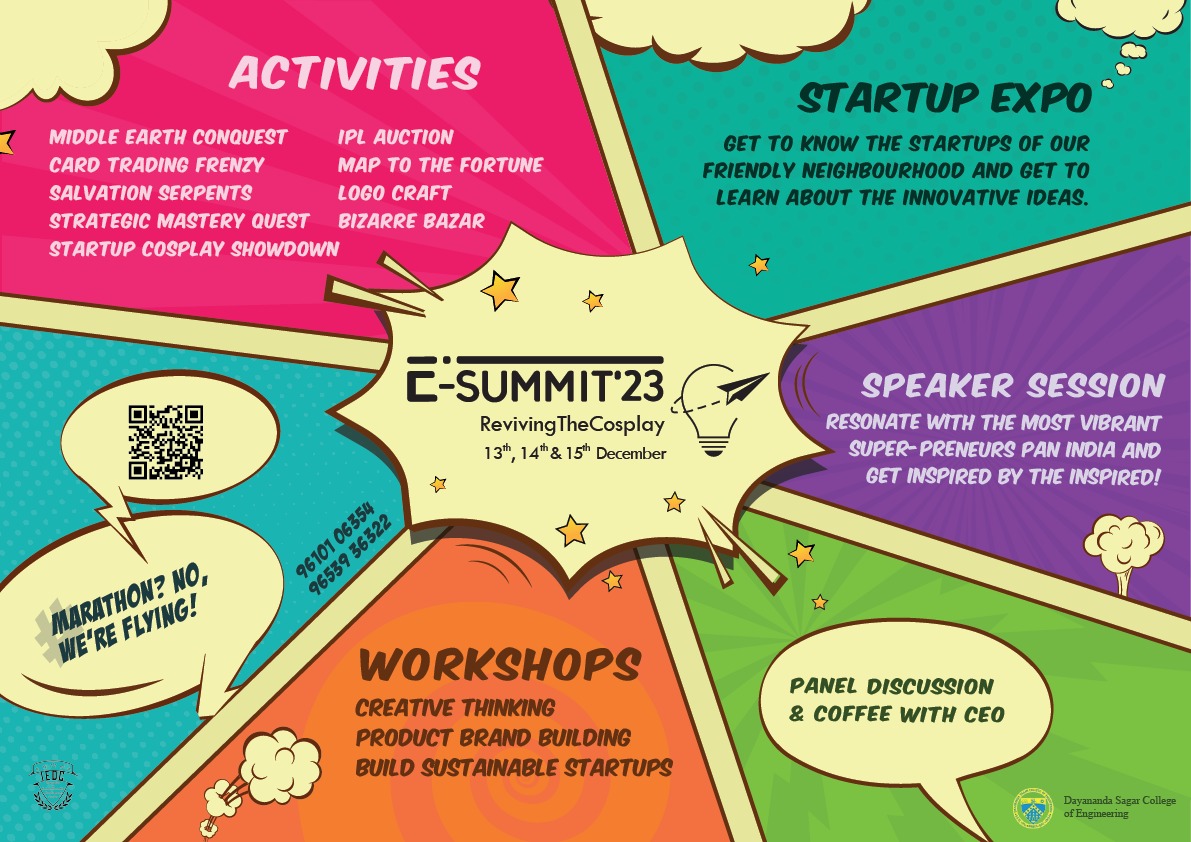 ACTIVITIES
MIDDLE EARTH CONQUEST
CARD TRADING FRENZY
SALVATION SERPENTS
STRATEGIC MASTERY QUEST
STARTUP COSPLAY SHOWDOWN
IPL AUCTION
MAP TO THE FORTUNE
LOGO CRAFT
BIZARRE BAZAR
STARTUP EXPO
GET TO KNOW THE STARTUPS OF OUR
FRIENDLY NEIGHBOURHOOD AND GET TO
LEARN ABOUT THE INNOVATIVE IDEAS.
E-SUMMIT'23
RevivingTheCosplay
13th, 14th & 15th December
SPEAKER SESSION
RESONATE WITH THE MOST VIBRANT
SUPER-PRENEURS PAN INDIA AND
GET INSPIRED BY THE INSPIRED!
96101 06354
96539 36322
#MARATHON? NO,
WE'RE FLYING!
WORKSHOPS
CREATIVE THINKING
PRODUCT BRAND BUILDING
BUILD SUSTAINABLE STARTUPS
PANEL DISCUSSION
& COFFEE WITH CEO
IEDC
Dayananda Sagar College
of Engineering